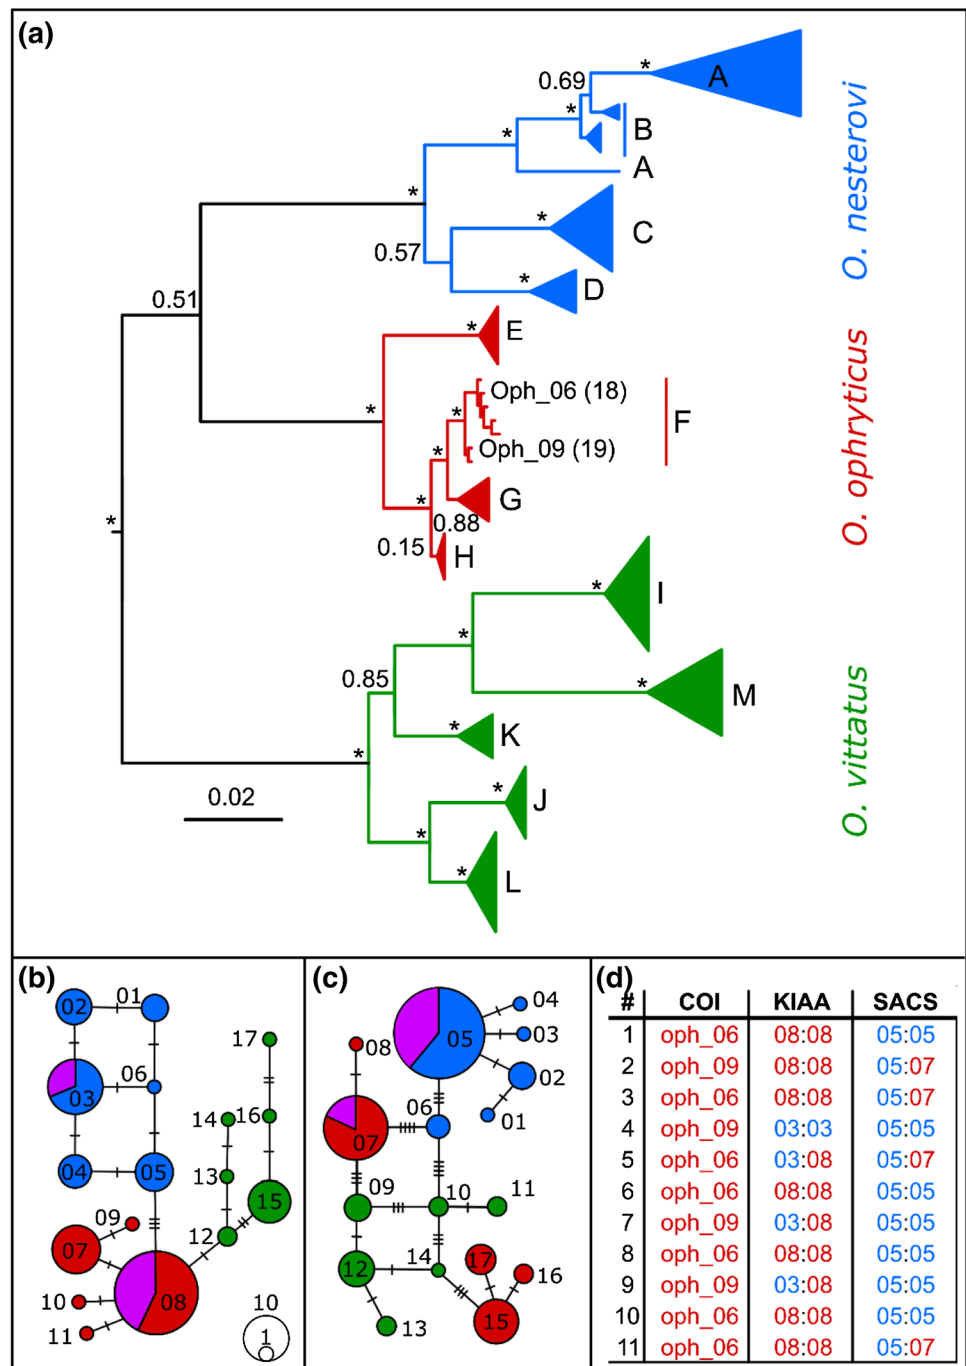 (a)
*
A
0.69
*
B
*
A
*
*
C
0.57
*
D
O. nesterovi
0.51
*
E
*
Oph_06 (18)
*
F
*
Oph_09 (19)
*
G
0.88
0.15
H
O. ophryticus
*
*
I
*
0.85
*
M
*
K
*
*
J
*
*
L
O. vittatus
0.02
(b)
02
01
17
03
06
14
16
04
05
13
15
09
12
07
08
10
11
10
1
(c)
04
05
03
08
02
06
01
07
09
10
11
12
14
17
16
15
13
(d)
# COI KIAA SACS
1 oph_06 08:08 05:05
2 oph_09 08:08 05:07
3 oph_06 08:08 05:07
4 oph_09 03:03 05:05
5 oph_06 03:08 05:07
6 oph_06 08:08 05:05
7 oph_09 03:08 05:05
8 oph_06 08:08 05:05
9 oph_09 03:08 05:05
10 oph_06 08:08 05:05
11 oph_06 08:08 05:07